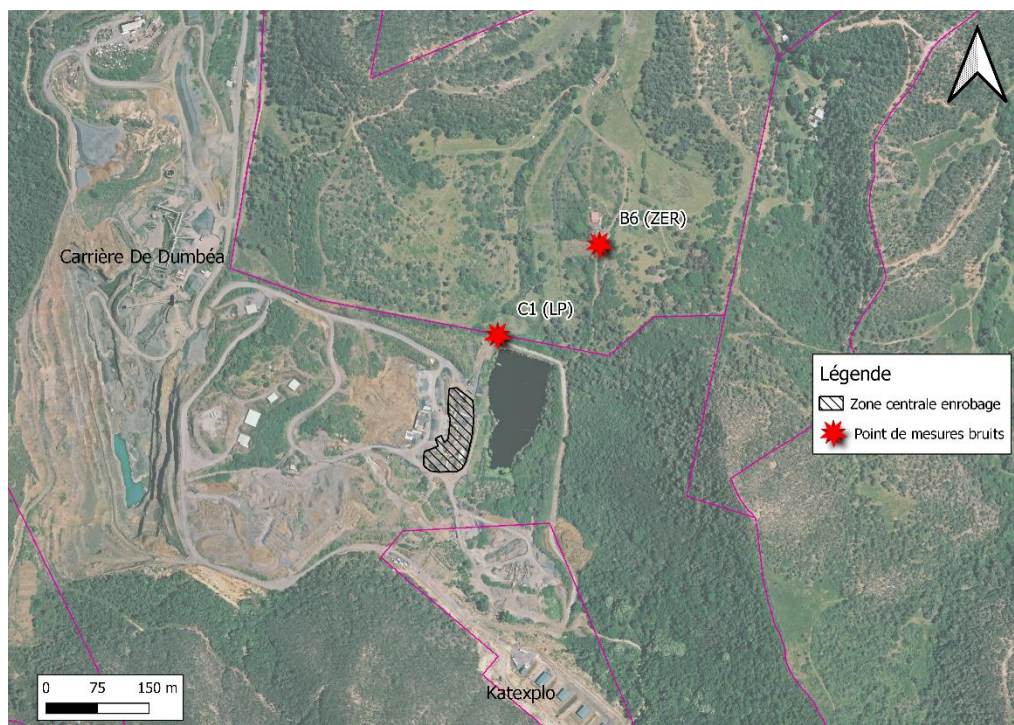 B6 (ZER)
Carrière De Dumbéa
C1 (LP)
Légende
Zone centrale enrobage
Point de mesures bruits
Katexplo
0 75 150 m